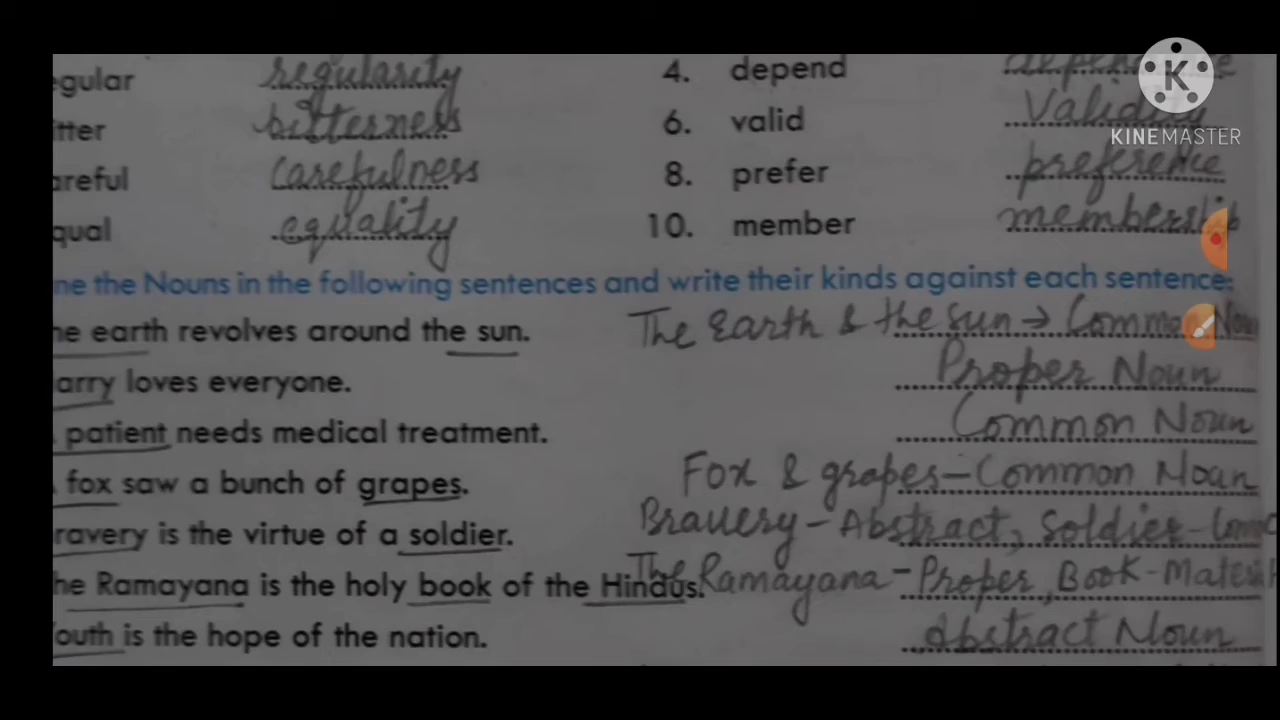 egular regularity 4. depend
itter bitterness 6. valid Validity
areful carefulness 8. prefer preference
qual equality 10. member membership
KINEMASTER
ne the Nouns in the following sentences and write their kinds against each sentence:
he earth revolves around the sun. The Earth & the sun → Common Noun
arry loves everyone. Proper Noun
patient needs medical treatment. Common Noun
fox saw a bunch of grapes. Fox & grapes – Common Noun
ravery is the virtue of a soldier. Bravery – Abstract, Soldier –
he Ramayana is the holy book of the Hindus. The Ramayana – Proper, Book – Material
outh is the hope of the nation. Abstract Noun